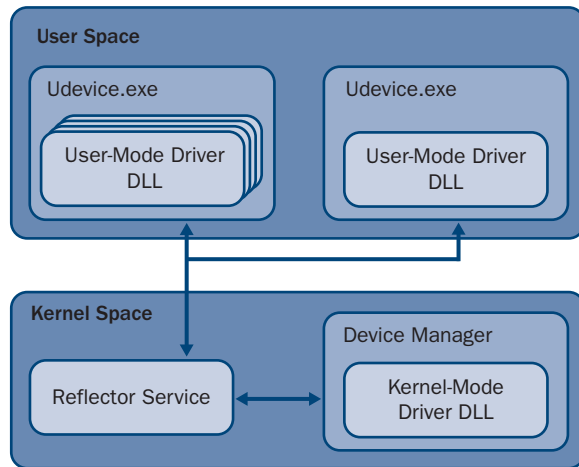 User Space
Udevice.exe
User-Mode Driver
DLL
Udevice.exe
User-Mode Driver
DLL
Kernel Space
Reflector Service
Device Manager
Kernel-Mode
Driver DLL